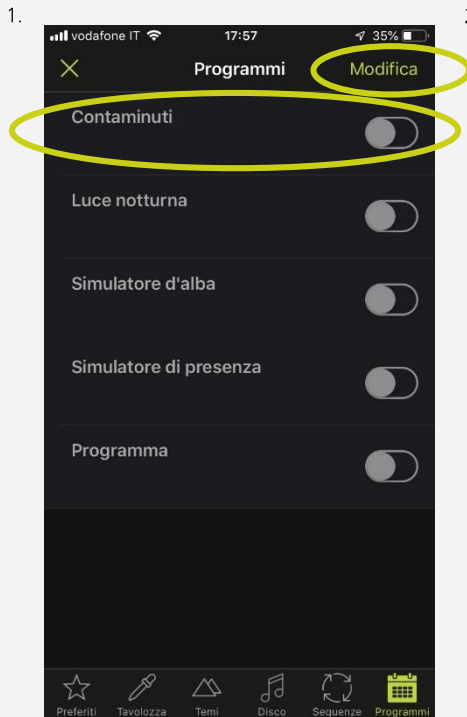 1.
vodafone IT 17:57 35%
Programmi Modifica
Contaminuti
Luce notturna
Simulatore d'alba
Simulatore di presenza
Programma
Preferiti Tavolozza Temi Disco Sequenze Programmi